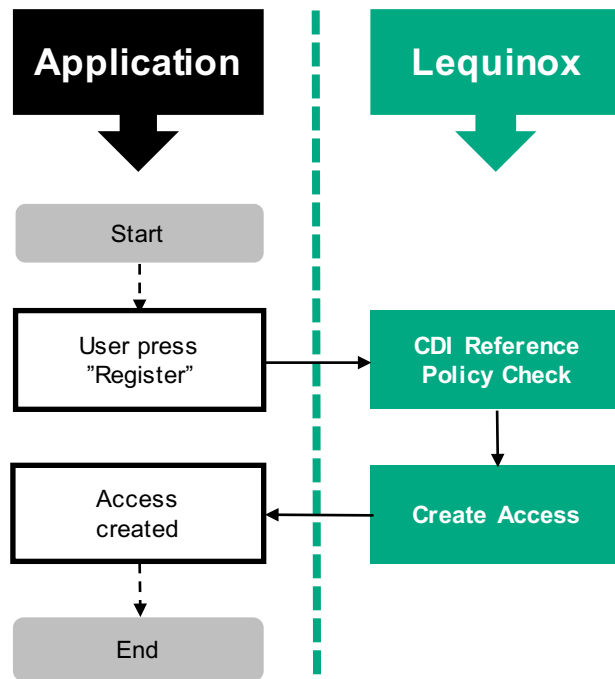 Application
Lequinox
Start
User press
”Register”
CDI Reference
Policy Check
Access
created
Create Access
End